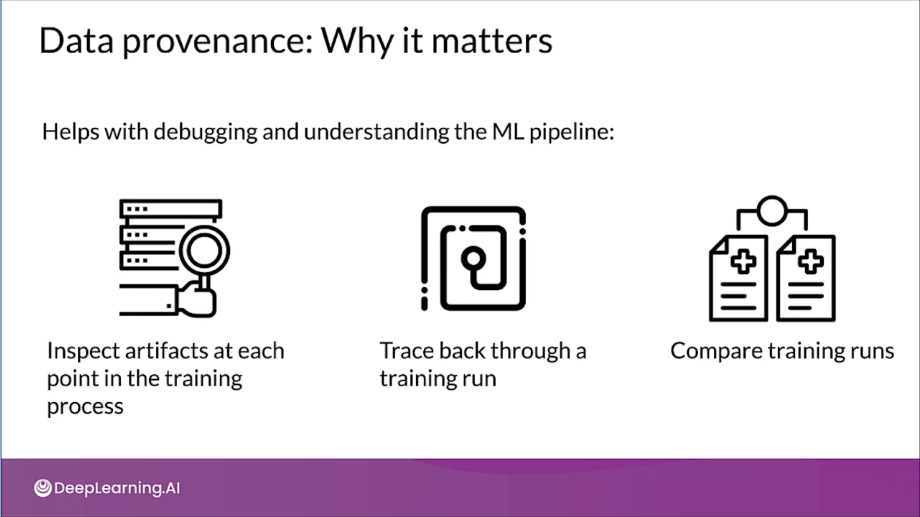 Data provenance: Why it matters
Helps with debugging and understanding the ML pipeline:
Inspect artifacts at each
point in the training
process
Trace back through a
training run
Compare training runs
DeepLearning.AI